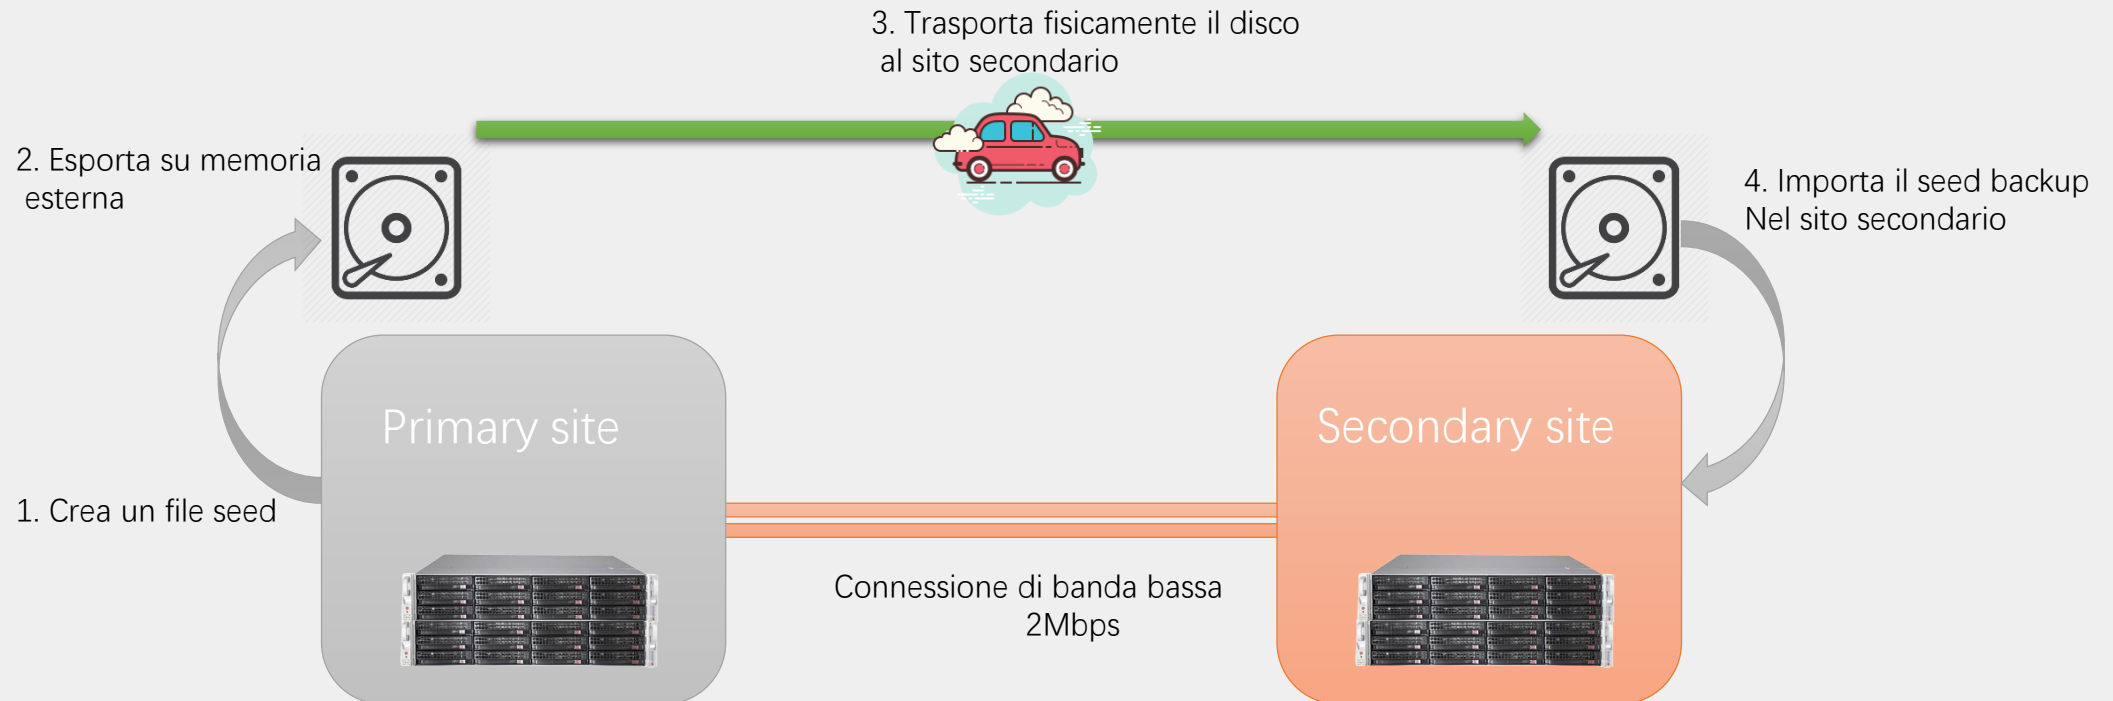 3. Trasporta fisicamente il disco
al sito secondario
2. Esporta su memoria
esterna
4. Importa il seed backup
Nel sito secondario
Primary site
Secondary site
1. Crea un file seed
Connessione di banda bassa
2Mbps